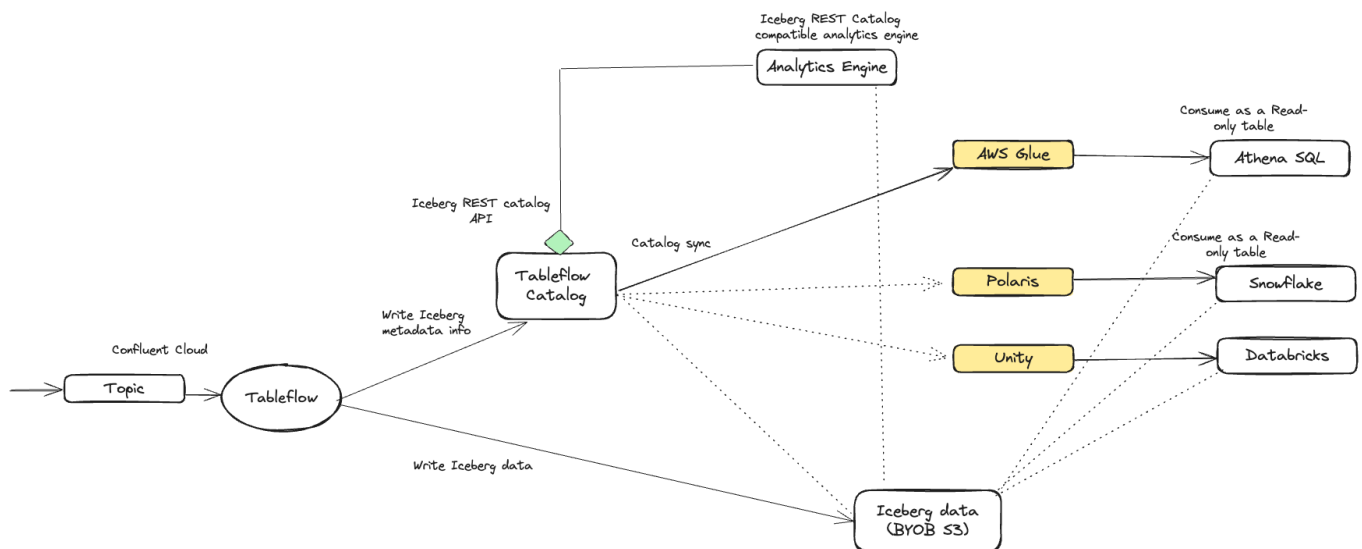 Iceberg REST Catalog
compatible analytics engine
Analytics Engine
Consume as a Read-
only table
AWS Glue
Athena SQL
Iceberg REST catalog
API
Catalog sync
Consume as a Read-
only table
Tableflow
Catalog
Polaris
Snowflake
Write Iceberg
metadata info
Confluent Cloud
Unity
Databricks
Topic
Tableflow
Write Iceberg data
Iceberg data
(BYOB S3)